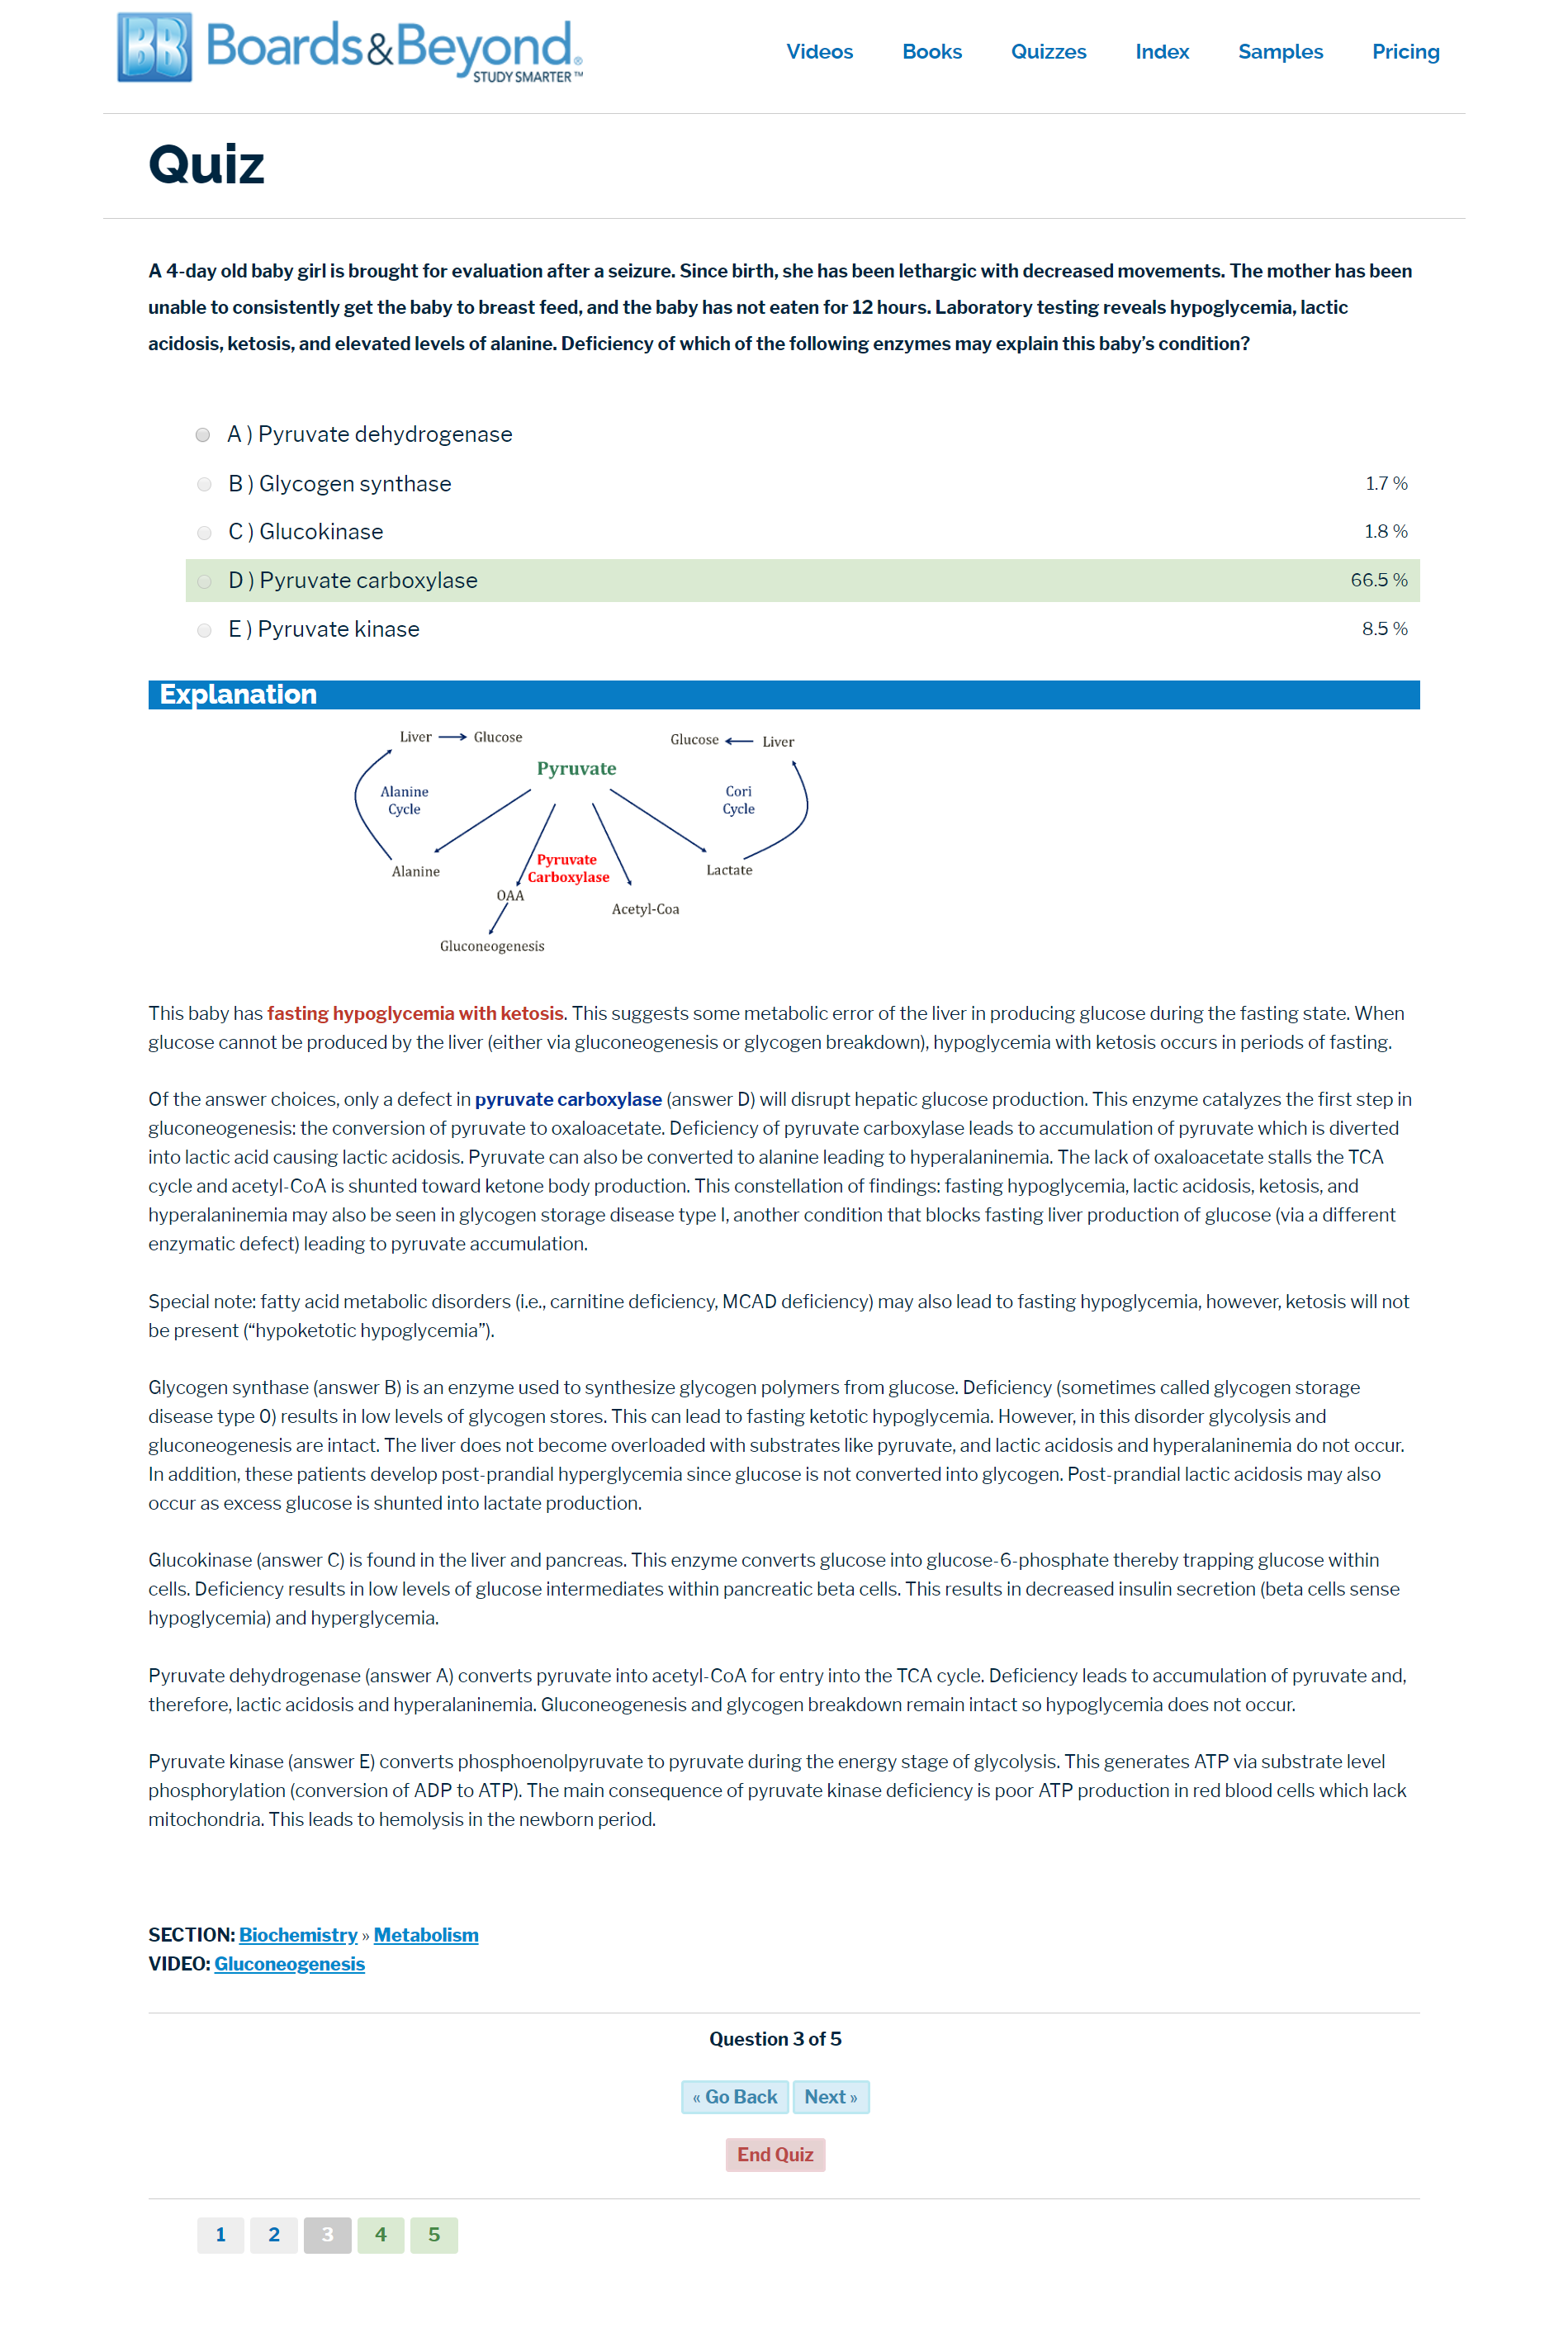 BB Boards&Beyond®
STUDY SMARTER™
Videos Books Quizzes Index Samples Pricing
Quiz
A 4-day old baby girl is brought for evaluation after a seizure. Since birth, she has been lethargic with decreased movements. The mother has been
unable to consistently get the baby to breast feed, and the baby has not eaten for 12 hours. Laboratory testing reveals hypoglycemia, lactic
acidosis, ketosis, and elevated levels of alanine. Deficiency of which of the following enzymes may explain this baby's condition?
A ) Pyruvate dehydrogenase
B ) Glycogen synthase 1.7 %
C ) Glucokinase 1.8 %
D ) Pyruvate carboxylase 66.5 %
E ) Pyruvate kinase 8.5 %
Explanation
Liver Glucose Glucose Liver
Pyruvate
Alanine Cori
Cycle Cycle
Pyruvate
Carboxylase
Alanine Lactate
OAA
Acetyl-Coa
Gluconeogenesis
This baby has fasting hypoglycemia with ketosis. This suggests some metabolic error of the liver in producing glucose during the fasting state. When
glucose cannot be produced by the liver (either via gluconeogenesis or glycogen breakdown), hypoglycemia with ketosis occurs in periods of fasting.
Of the answer choices, only a defect in pyruvate carboxylase (answer D) will disrupt hepatic glucose production. This enzyme catalyzes the first step in
gluconeogenesis: the conversion of pyruvate to oxaloacetate. Deficiency of pyruvate carboxylase leads to accumulation of pyruvate which is diverted
into lactic acid causing lactic acidosis. Pyruvate can also be converted to alanine leading to hyperalaninemia. The lack of oxaloacetate stalls the TCA
cycle and acetyl-CoA is shunted toward ketone body production. This constellation of findings: fasting hypoglycemia, lactic acidosis, ketosis, and
hyperalaninemia may also be seen in glycogen storage disease type I, another condition that blocks fasting liver production of glucose (via a different
enzymatic defect) leading to pyruvate accumulation.
Special note: fatty acid metabolic disorders (i.e., carnitine deficiency, MCAD deficiency) may also lead to fasting hypoglycemia, however, ketosis will not
be present (“hypoketotic hypoglycemia”).
Glycogen synthase (answer B) is an enzyme used to synthesize glycogen polymers from glucose. Deficiency (sometimes called glycogen storage
disease type 0) results in low levels of glycogen stores. This can lead to fasting ketotic hypoglycemia. However, in this disorder glycolysis and
gluconeogenesis are intact. The liver does not become overloaded with substrates like pyruvate, and lactic acidosis and hyperalaninemia do not occur.
In addition, these patients develop post-prandial hyperglycemia since glucose is not converted into glycogen. Post-prandial lactic acidosis may also
occur as excess glucose is shunted into lactate production.
Glucokinase (answer C) is found in the liver and pancreas. This enzyme converts glucose into glucose-6-phosphate thereby trapping glucose within
cells. Deficiency results in low levels of glucose intermediates within pancreatic beta cells. This results in decreased insulin secretion (beta cells sense
hypoglycemia) and hyperglycemia.
Pyruvate dehydrogenase (answer A) converts pyruvate into acetyl-CoA for entry into the TCA cycle. Deficiency leads to accumulation of pyruvate and,
therefore, lactic acidosis and hyperalaninemia. Gluconeogenesis and glycogen breakdown remain intact so hypoglycemia does not occur.
Pyruvate kinase (answer E) converts phosphoenolpyruvate to pyruvate during the energy stage of glycolysis. This generates ATP via substrate level
phosphorylation (conversion of ADP to ATP). The main consequence of pyruvate kinase deficiency is poor ATP production in red blood cells which lack
mitochondria. This leads to hemolysis in the newborn period.
SECTION: Biochemistry » Metabolism
VIDEO: Gluconeogenesis
Question 3 of 5
« Go Back Next »
End Quiz
1 2 3 4 5